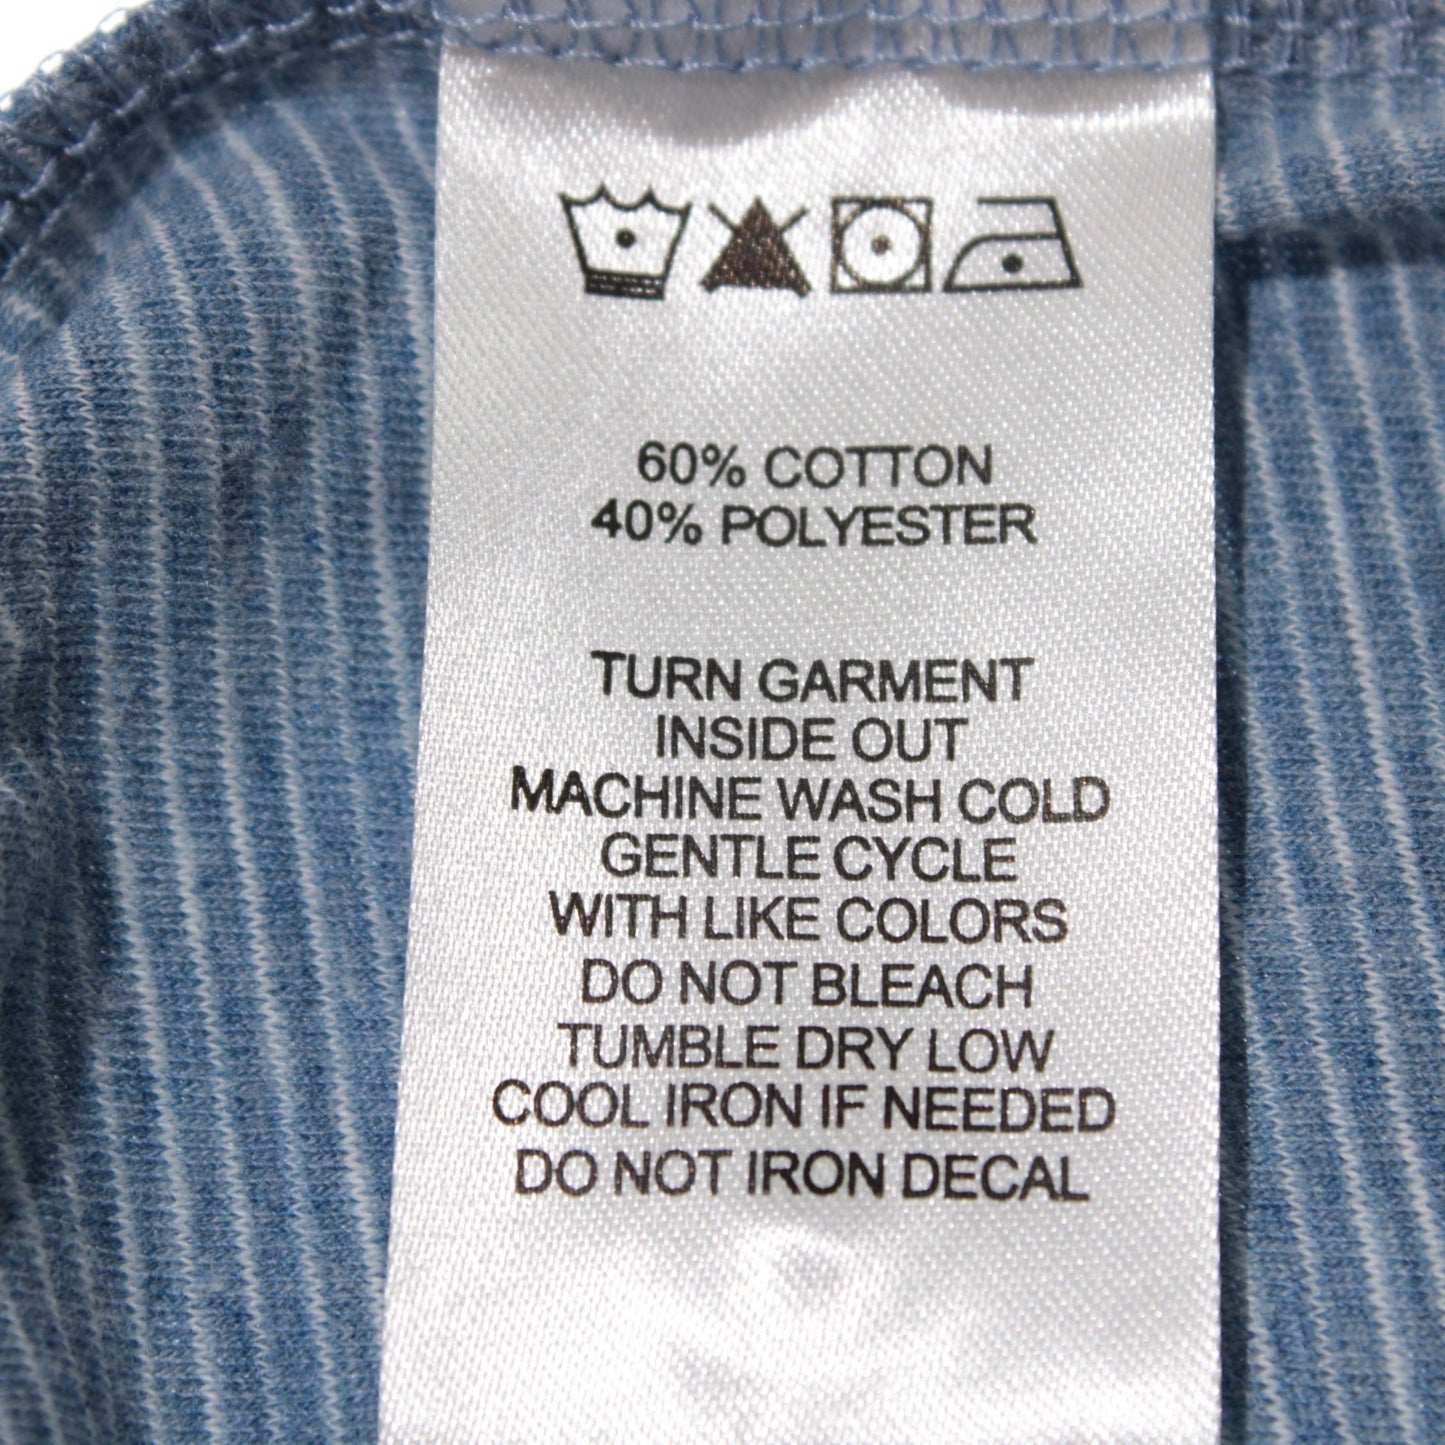 60% COTTON
40% POLYESTER
TURN GARMENT
INSIDE OUT
MACHINE WASH COLD
GENTLE CYCLE
WITH LIKE COLORS
DO NOT BLEACH
TUMBLE DRY LOW
COOL IRON IF NEEDED
DO NOT IRON DECAL